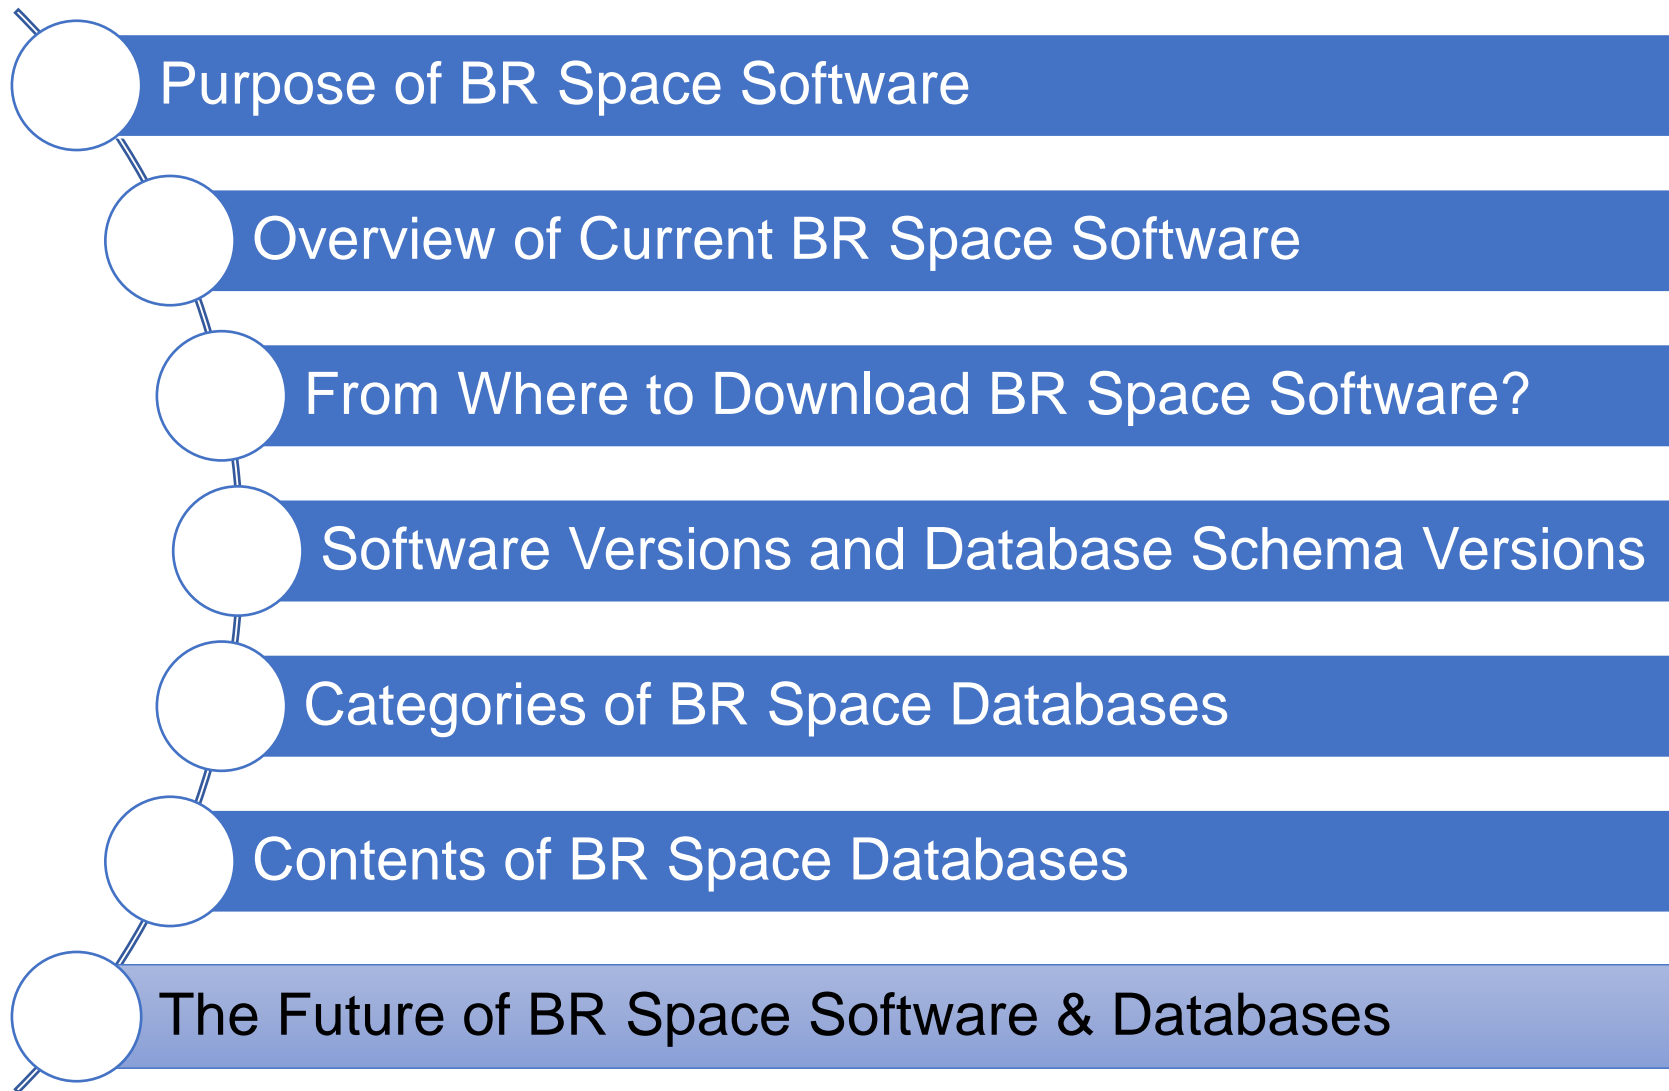 Purpose of BR Space Software
Overview of Current BR Space Software
From Where to Download BR Space Software?
Software Versions and Database Schema Versions
Categories of BR Space Databases
Contents of BR Space Databases
The Future of BR Space Software & Databases